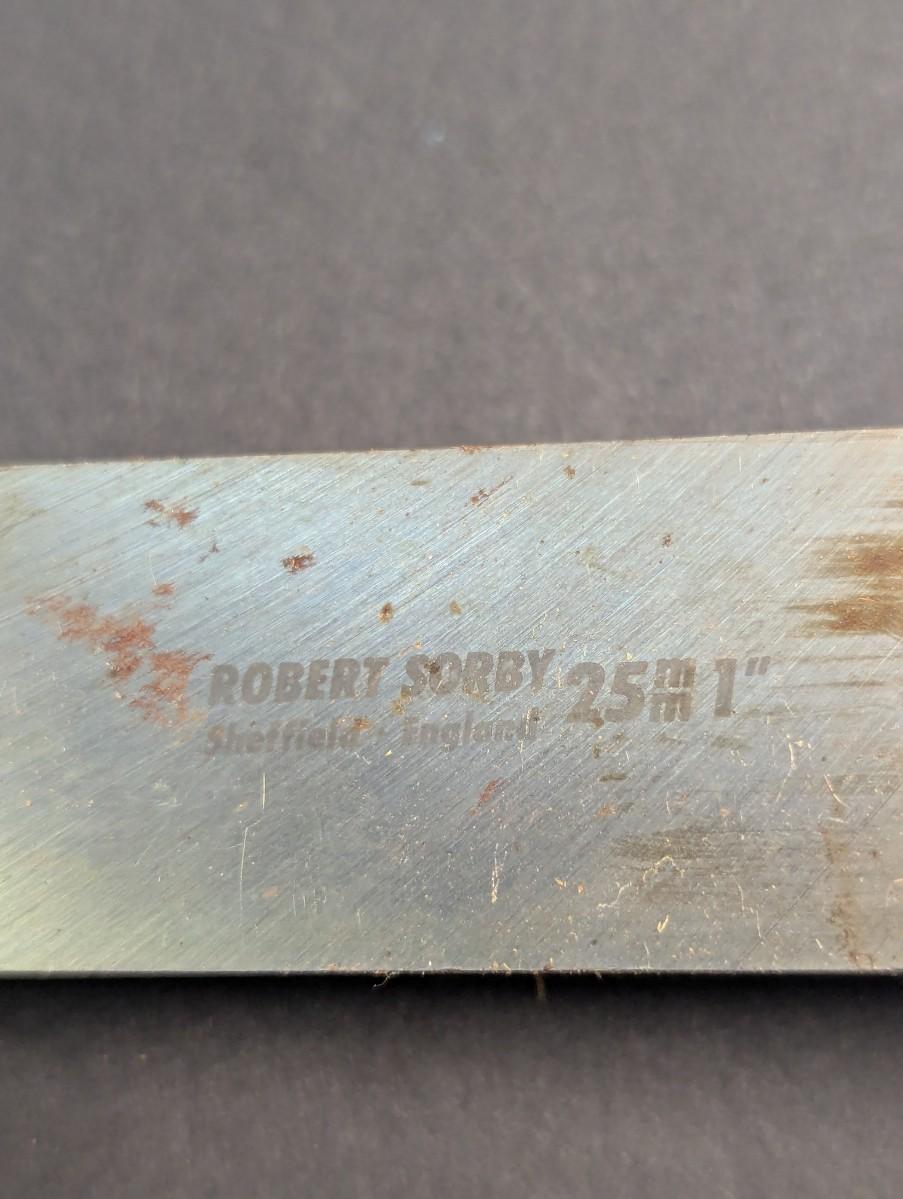 ROBERT SORBY 25mm 1"
Sheffield · England